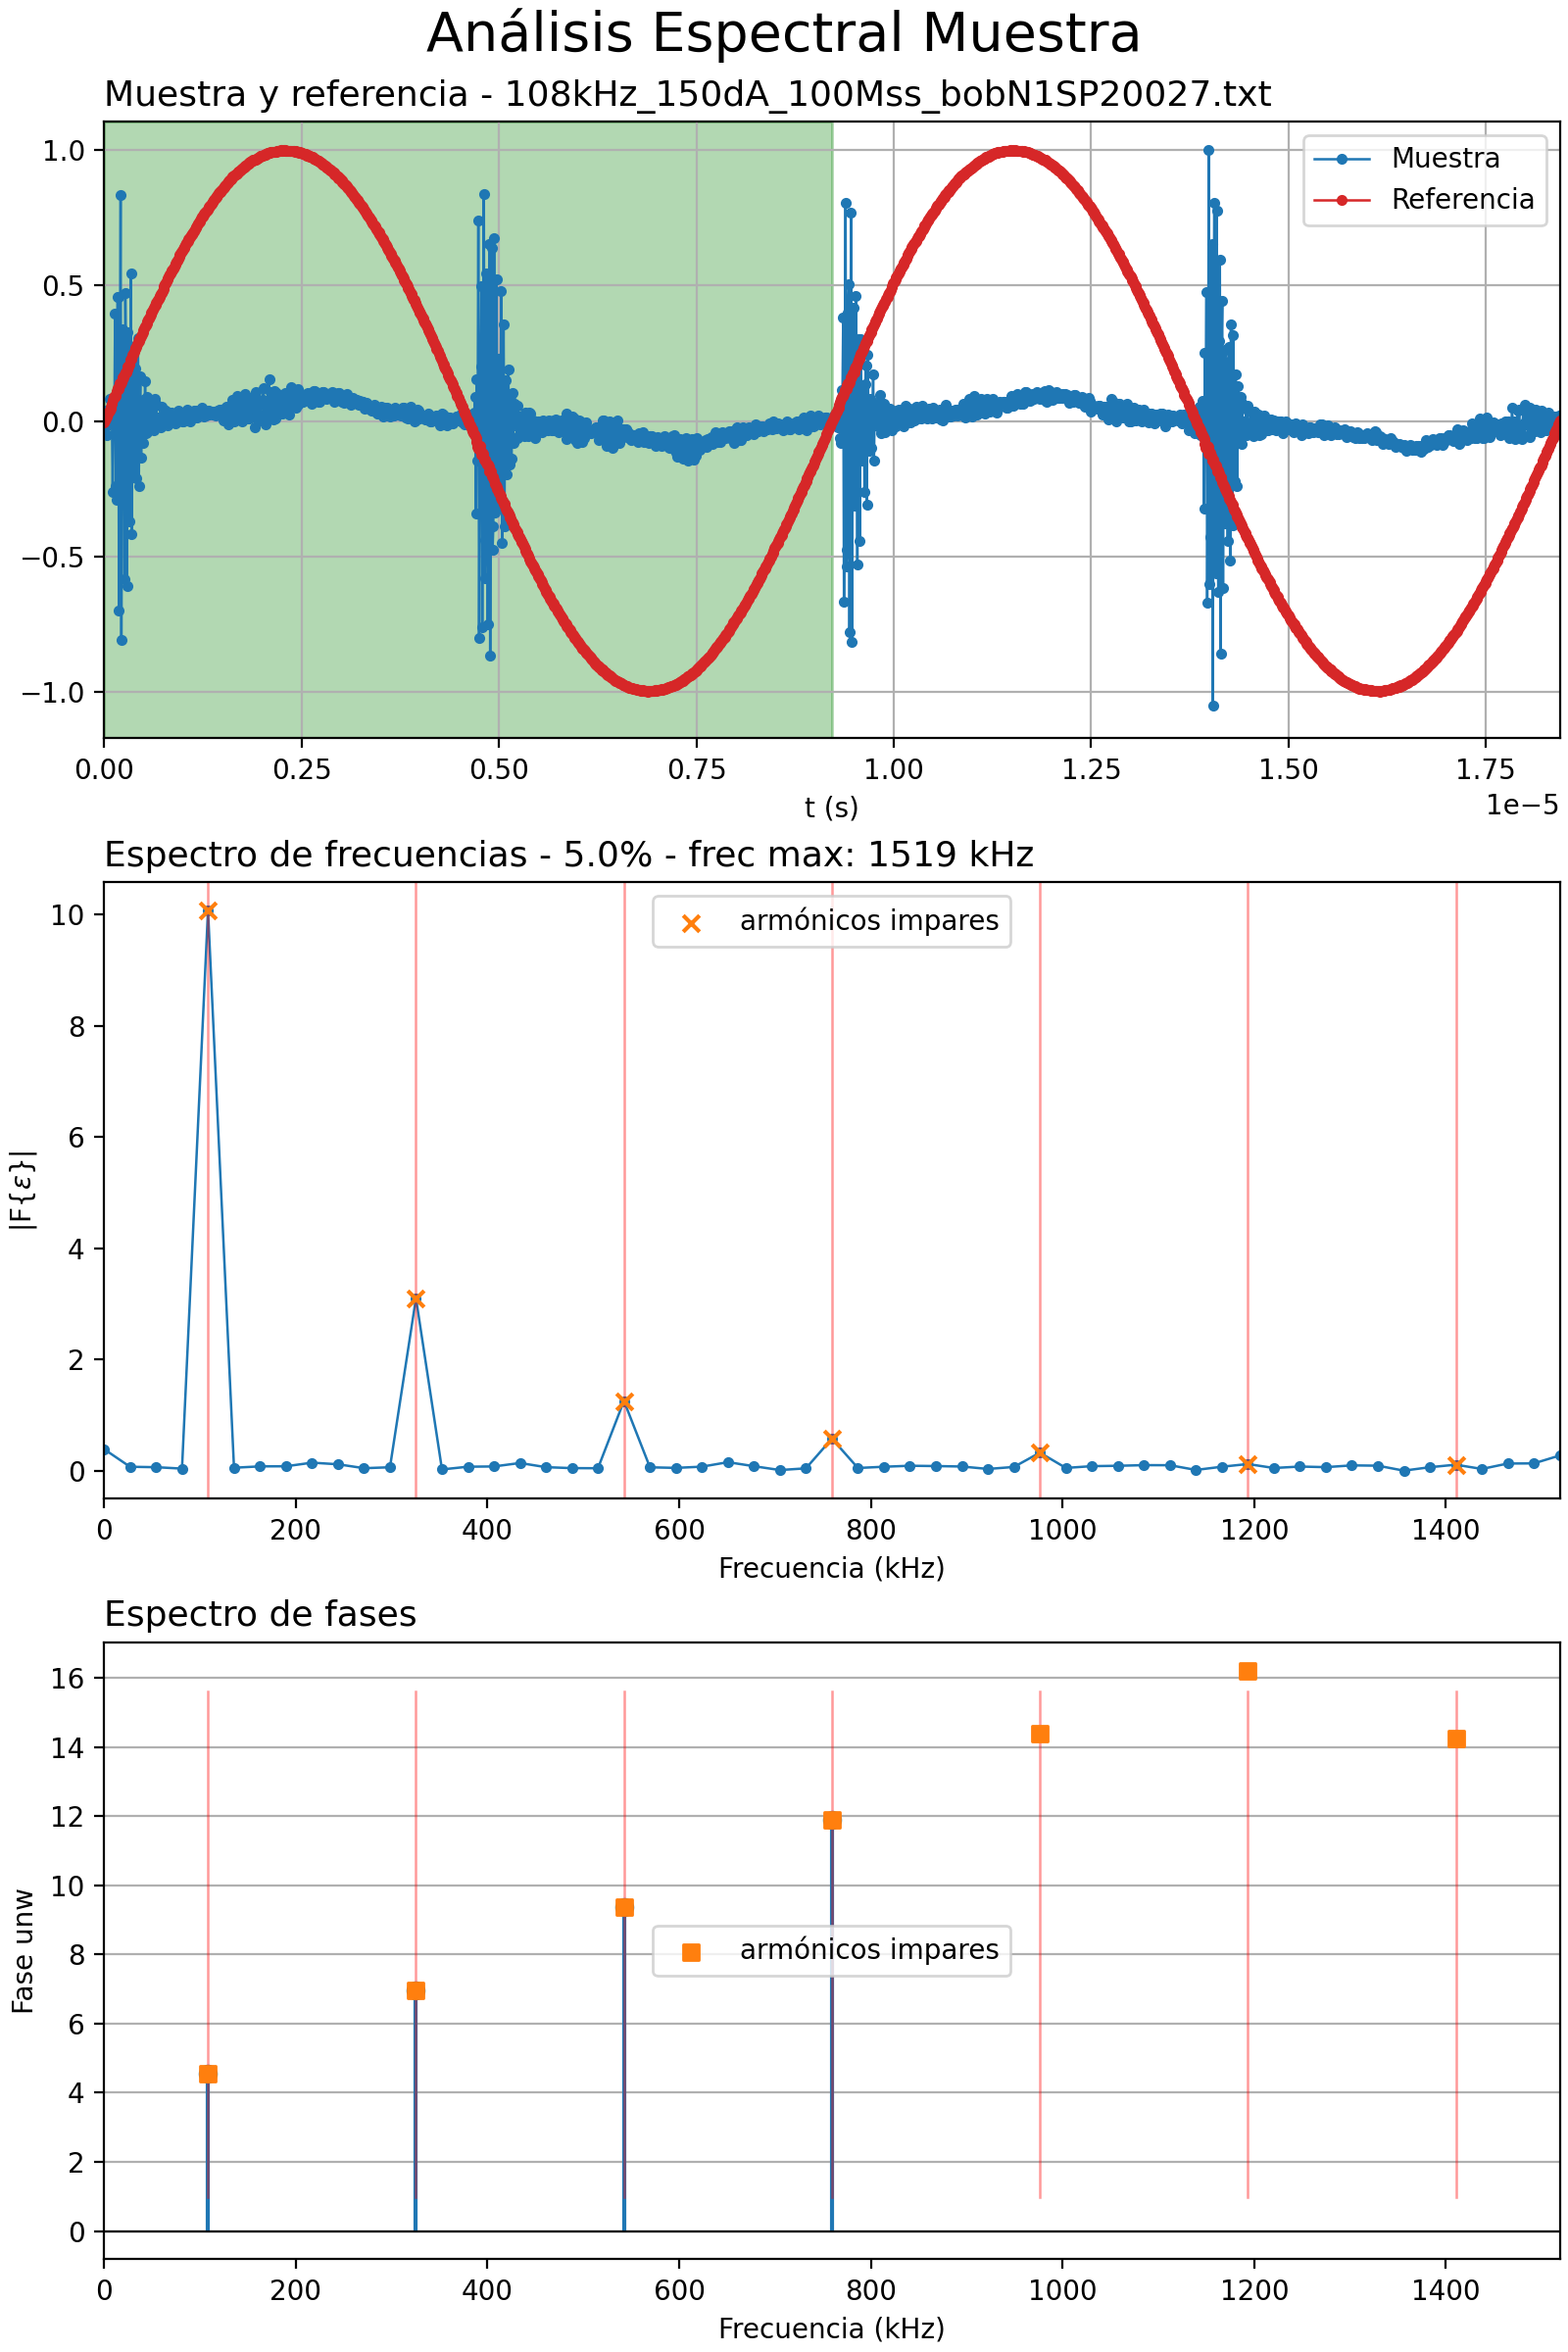 Análisis Espectral Muestra
Muestra y referencia - 108kHz_150dA_100Mss_bobN1SP20027.txt
1.0
0.5
0.0
−0.5
−1.0
Muestra
Referencia
0.00 0.25 0.50 0.75 1.00 1.25 1.50 1.75
1e−5
t (s)
Espectro de frecuencias - 5.0% - frec max: 1519 kHz
armónicos impares
10
8
6
4
2
0
|F{ε}|
0 200 400 600 800 1000 1200 1400
Frecuencia (kHz)
Espectro de fases
16
14
12
10
8
6
4
2
0
Fase unw
armónicos impares
0 200 400 600 800 1000 1200 1400
Frecuencia (kHz)